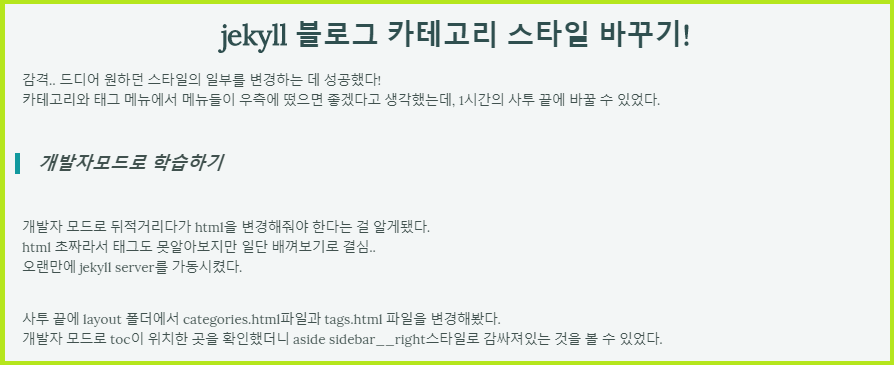 jekyll 블로그 카테고리 스타일 바꾸기!
감격.. 드디어 원하던 스타일의 일부를 변경하는 데 성공했다!
카테고리와 태그 메뉴에서 메뉴들이 우측에 떴으면 좋겠다고 생각했는데, 1시간의 사투 끝에 바꿀 수 있었다.
개발자모드로 학습하기
개발자 모드로 뒤적거리다가 html을 변경해줘야 한다는 걸 알게됐다.
html 초짜라서 태그도 못알아보지만 일단 배껴보기로 결심..
오랜만에 jekyll server를 가동시켰다.
사투 끝에 layout 폴더에서 categories.html파일과 tags.html 파일을 변경해봤다.
개발자 모드로 toc이 위치한 곳을 확인했더니 aside sidebar__right스타일로 감싸져있는 것을 볼 수 있었다.